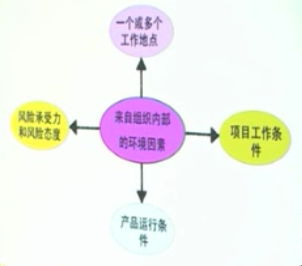 一个或多个
工作地点
风险承受力
和风险态度
来自组织内部
的环境因素
项目工作条
件
产品运行条
件